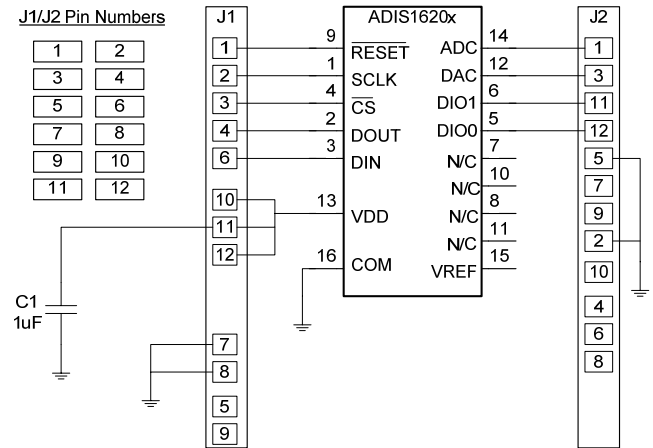 J1/J2 Pin Numbers
1 2
3 4
5 6
7 8
9 10
11 12
C1
1uF
J1
1
2
3
4
6
10
11
12
7
8
5
9
ADIS1620x
9 RESET
1 SCLK
4 CS
2 DOUT
3 DIN
13 VDD
16 COM
ADC 14
DAC 12
DIO1 6
DIO0 5
N/C 7
N/C 10
N/C 8
N/C 11
VREF 15
J2
1
3
11
12
5
7
9
2
10
4
6
8